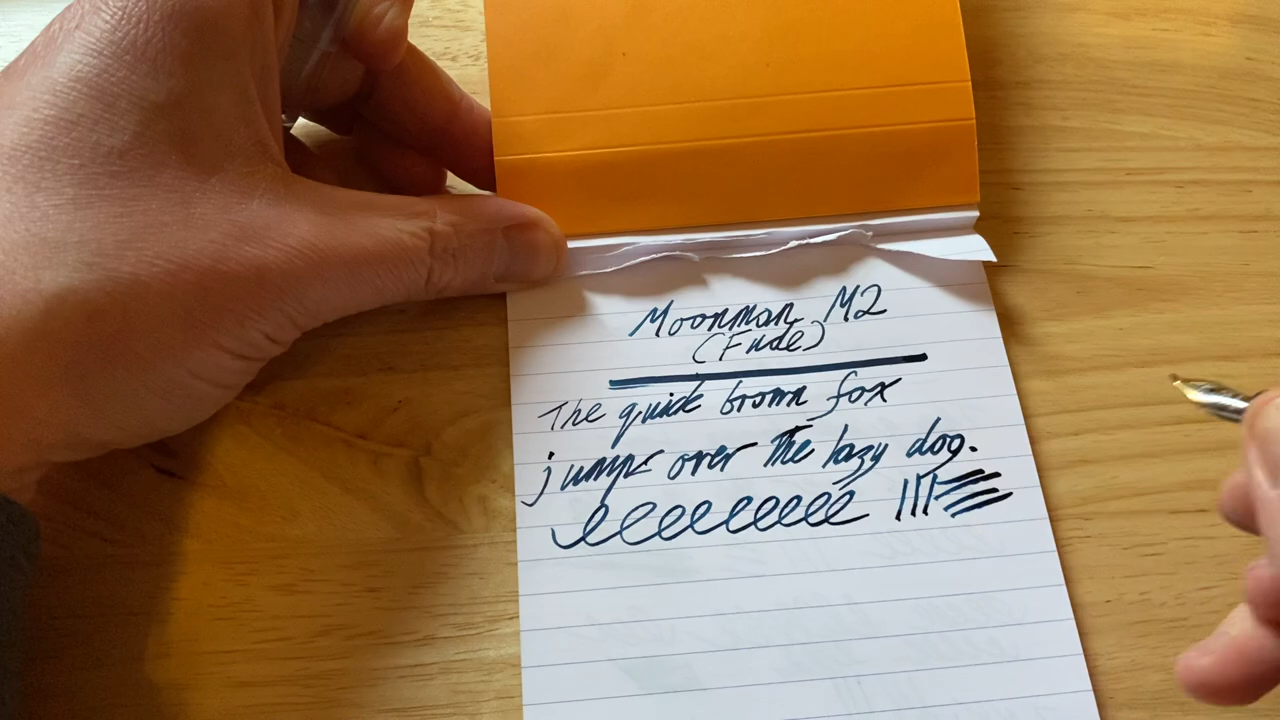 Moonman M2
(Fude)
The quick brown fox
jumps over the lazy dog.